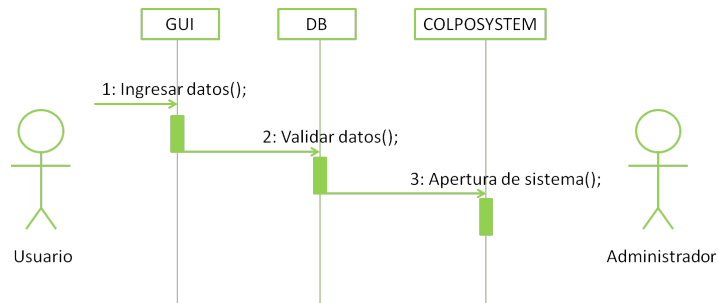 GUI
DB
COLPOSYSTEM
1: Ingresar datos();
2: Validar datos();
3: Apertura de sistema();
Usuario
Administrador